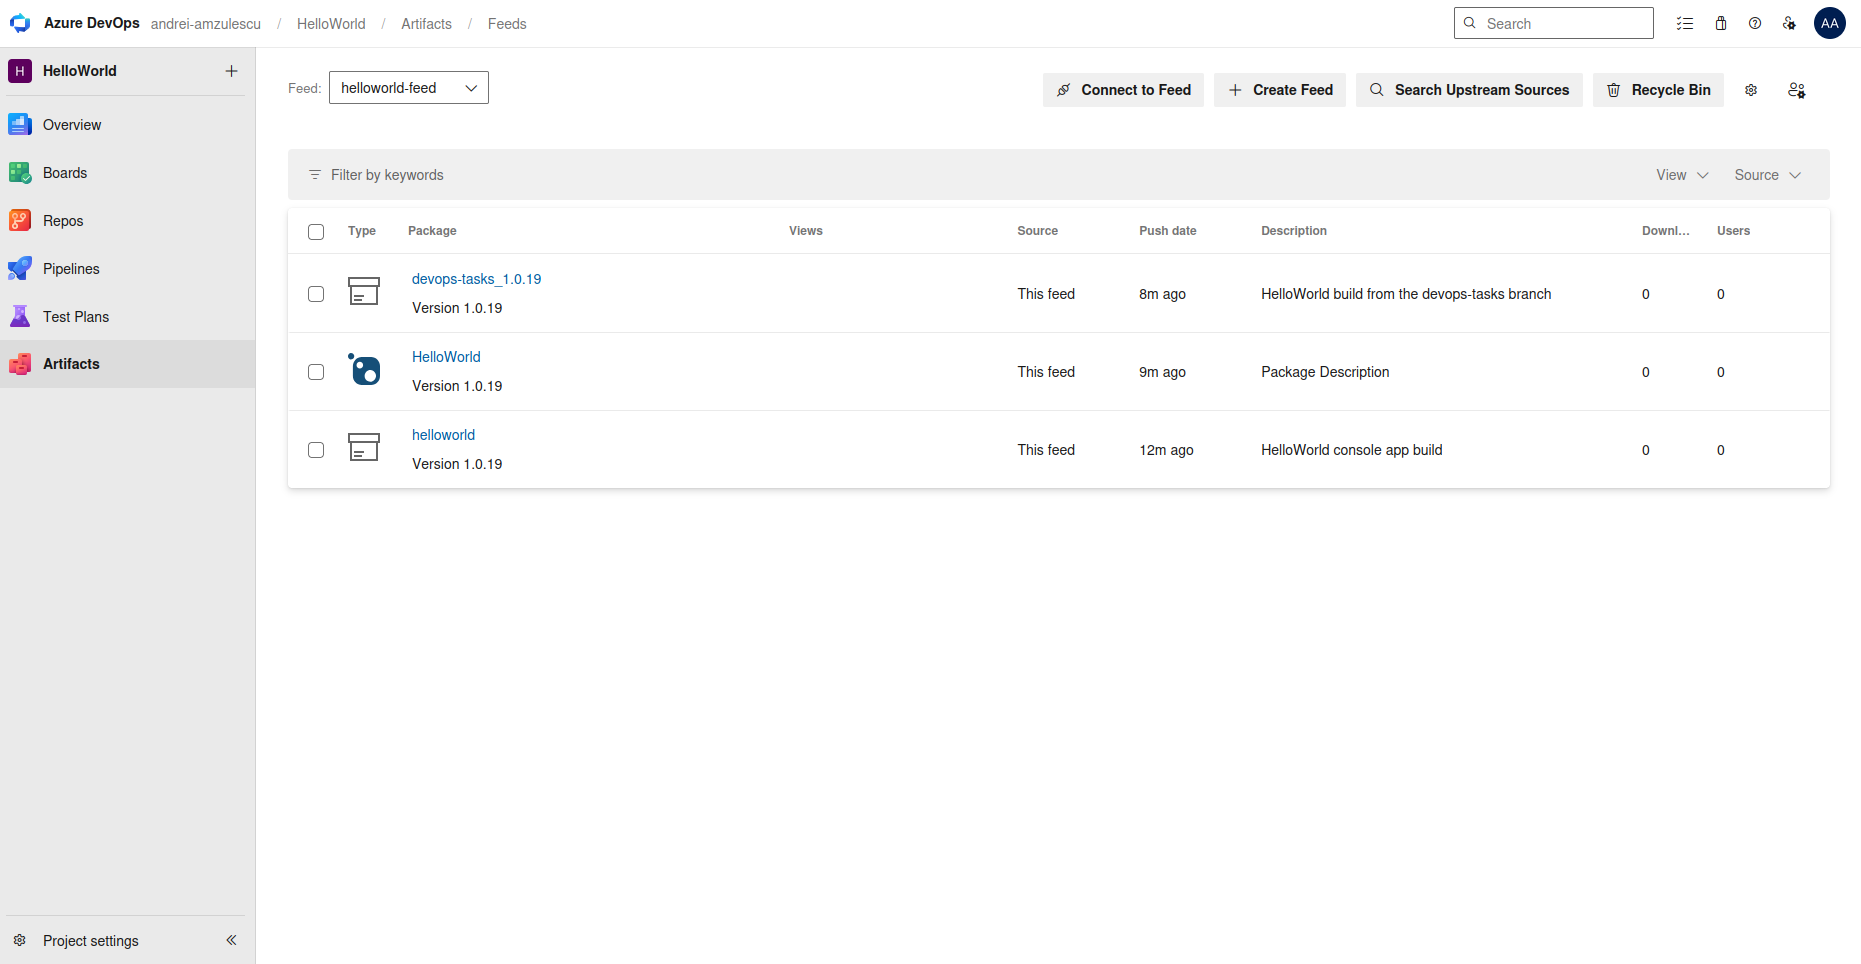 Azure DevOps andrei-amzulescu / HelloWorld / Artifacts / Feeds Search AA
H HelloWorld
Overview
Boards
Repos
Pipelines
Test Plans
Artifacts
Project settings
Feed: helloworld-feed Connect to Feed Create Feed Search Upstream Sources Recycle Bin
Filter by keywords View Source
Type Package Views Source Push date Description Downl... Users
devops-tasks_1.0.19
Version 1.0.19 This feed 8m ago HelloWorld build from the devops-tasks branch 0 0
HelloWorld
Version 1.0.19 This feed 9m ago Package Description 0 0
helloworld
Version 1.0.19 This feed 12m ago HelloWorld console app build 0 0